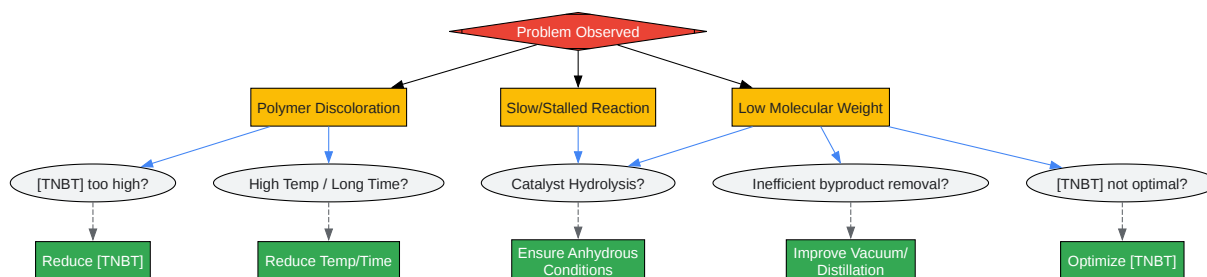 Problem Observed
Polymer Discoloration
Slow/Stalled Reaction
Low Molecular Weight
[TNBT] too high?
High Temp / Long Time?
Catalyst Hydrolysis?
Inefficient byproduct removal?
[TNBT] not optimal?
Reduce [TNBT]
Reduce Temp/Time
Ensure Anhydrous
Conditions
Improve Vacuum/
Distillation
Optimize [TNBT]